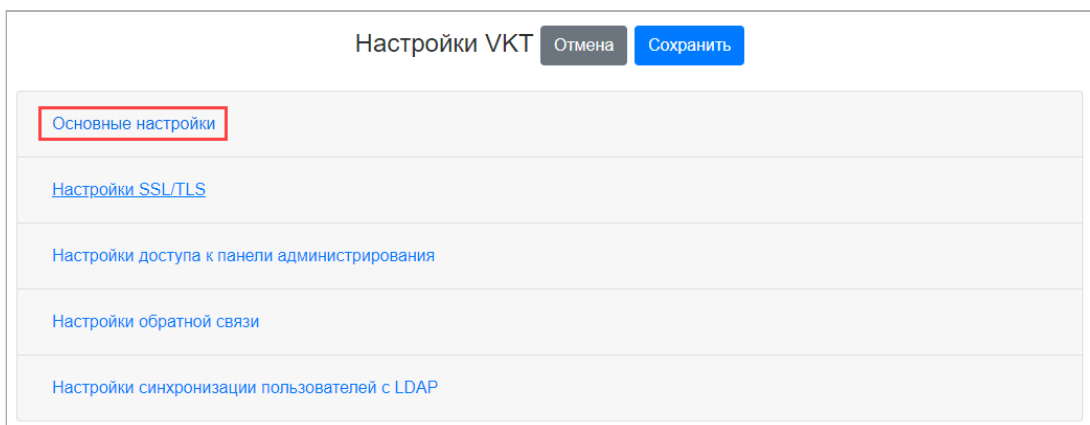 Настройки VKT Отмена Сохранить
Основные настройки
Настройки SSL/TLS
Настройки доступа к панели администрирования
Настройки обратной связи
Настройки синхронизации пользователей с LDAP